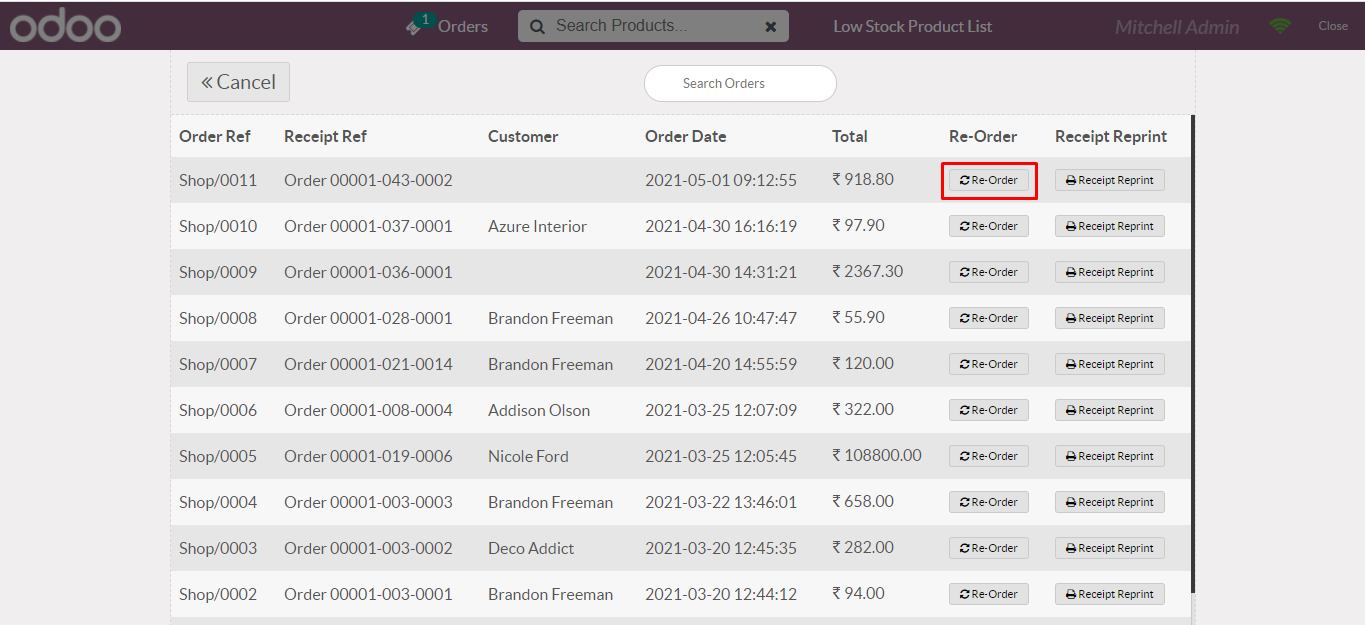 odoo 1 Orders Search Products... Low Stock Product List Mitchell Admin Close
Cancel Search Orders
Order Ref Receipt Ref Customer Order Date Total Re-Order Receipt Reprint
Shop/0011 Order 00001-043-0002 2021-05-01 09:12:55 ₹ 918.80 Re-Order Receipt Reprint
Shop/0010 Order 00001-037-0001 Azure Interior 2021-04-30 16:16:19 ₹ 97.90 Re-Order Receipt Reprint
Shop/0009 Order 00001-036-0001 2021-04-30 14:31:21 ₹ 2367.30 Re-Order Receipt Reprint
Shop/0008 Order 00001-028-0001 Brandon Freeman 2021-04-26 10:47:47 ₹ 55.90 Re-Order Receipt Reprint
Shop/0007 Order 00001-021-0014 Brandon Freeman 2021-04-20 14:55:59 ₹ 120.00 Re-Order Receipt Reprint
Shop/0006 Order 00001-008-0004 Addison Olson 2021-03-25 12:07:09 ₹ 322.00 Re-Order Receipt Reprint
Shop/0005 Order 00001-019-0006 Nicole Ford 2021-03-25 12:05:45 ₹ 108800.00 Re-Order Receipt Reprint
Shop/0004 Order 00001-003-0003 Brandon Freeman 2021-03-22 13:46:01 ₹ 658.00 Re-Order Receipt Reprint
Shop/0003 Order 00001-003-0002 Deco Addict 2021-03-20 12:45:35 ₹ 282.00 Re-Order Receipt Reprint
Shop/0002 Order 00001-003-0001 Brandon Freeman 2021-03-20 12:44:12 ₹ 94.00 Re-Order Receipt Reprint